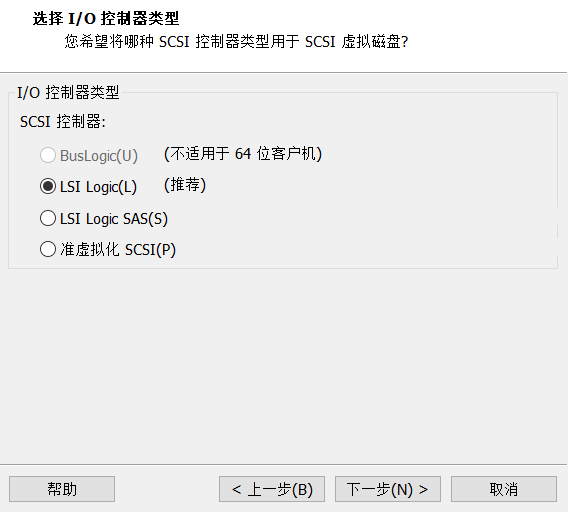 选择 I/O 控制器类型
您希望将哪种 SCSI 控制器类型用于 SCSI 虚拟磁盘?
I/O 控制器类型
SCSI 控制器:
BusLogic(U) (不适用于 64 位客户机)
LSI Logic(L) (推荐)
LSI Logic SAS(S)
准虚拟化 SCSI(P)
帮助 < 上一步(B) 下一步(N) > 取消